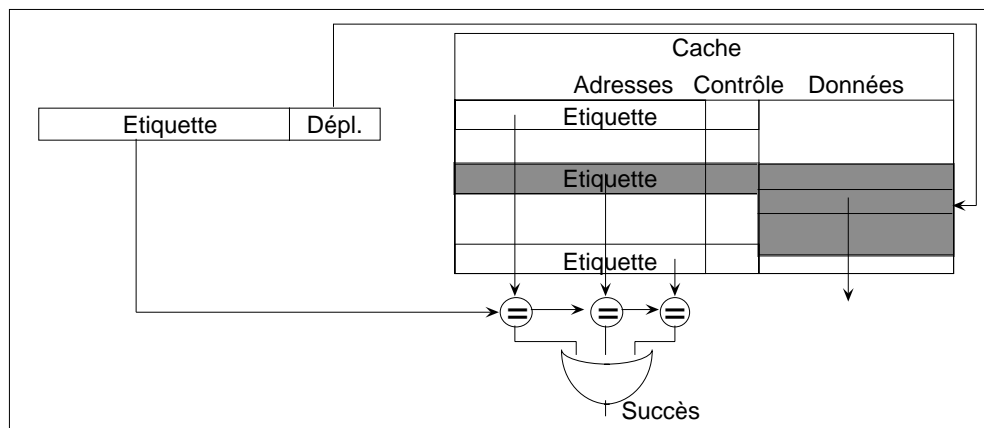 Cache
Adresses Contrôle Données
Etiquette Dépl.
Etiquette
Etiquette
Etiquette
=
=
=
Succès